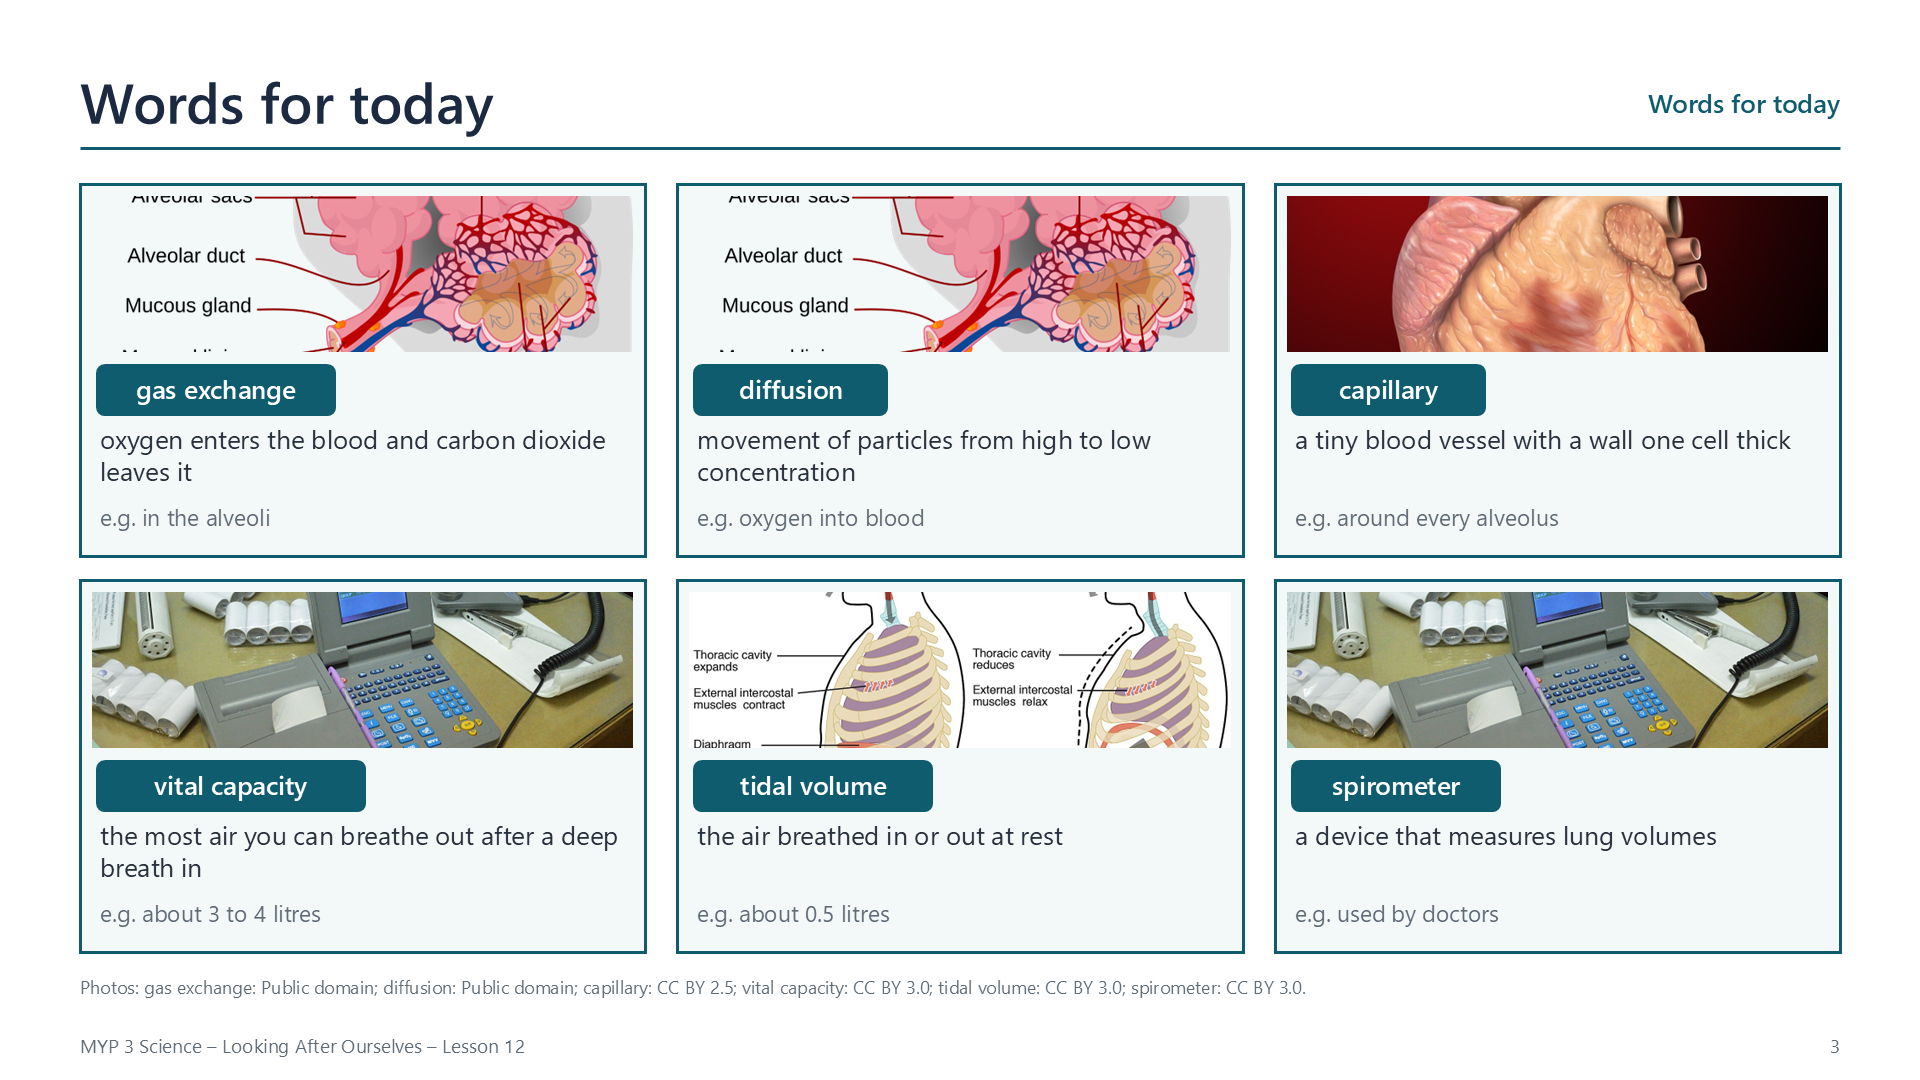 Words for today
Words for today
Alveolar sacs
Alveolar duct
Mucous gland
gas exchange
oxygen enters the blood and carbon dioxide
leaves it
e.g. in the alveoli
Alveolar sacs
Alveolar duct
Mucous gland
diffusion
movement of particles from high to low
concentration
e.g. oxygen into blood
capillary
a tiny blood vessel with a wall one cell thick
e.g. around every alveolus
vital capacity
the most air you can breathe out after a deep
breath in
e.g. about 3 to 4 litres
Thoracic cavity
expands
External intercostal
muscles contract
Diaphragm
Thoracic cavity
reduces
External intercostal
muscles relax
tidal volume
the air breathed in or out at rest
e.g. about 0.5 litres
spirometer
a device that measures lung volumes
e.g. used by doctors
Photos: gas exchange: Public domain; diffusion: Public domain; capillary: CC BY 2.5; vital capacity: CC BY 3.0; tidal volume: CC BY 3.0; spirometer: CC BY 3.0.
MYP 3 Science – Looking After Ourselves – Lesson 12
3